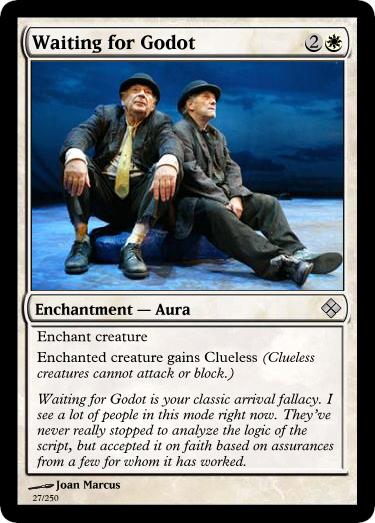 Waiting for Godot 2
Enchantment — Aura
Enchant creature
Enchanted creature gains Clueless (Clueless
creatures cannot attack or block.)
Waiting for Godot is your classic arrival fallacy. I
see a lot of people in this mode right now. They've
never really stopped to analyze the logic of the
script, but accepted it on faith based on assurances
from a few for whom it has worked.
Joan Marcus
27/250